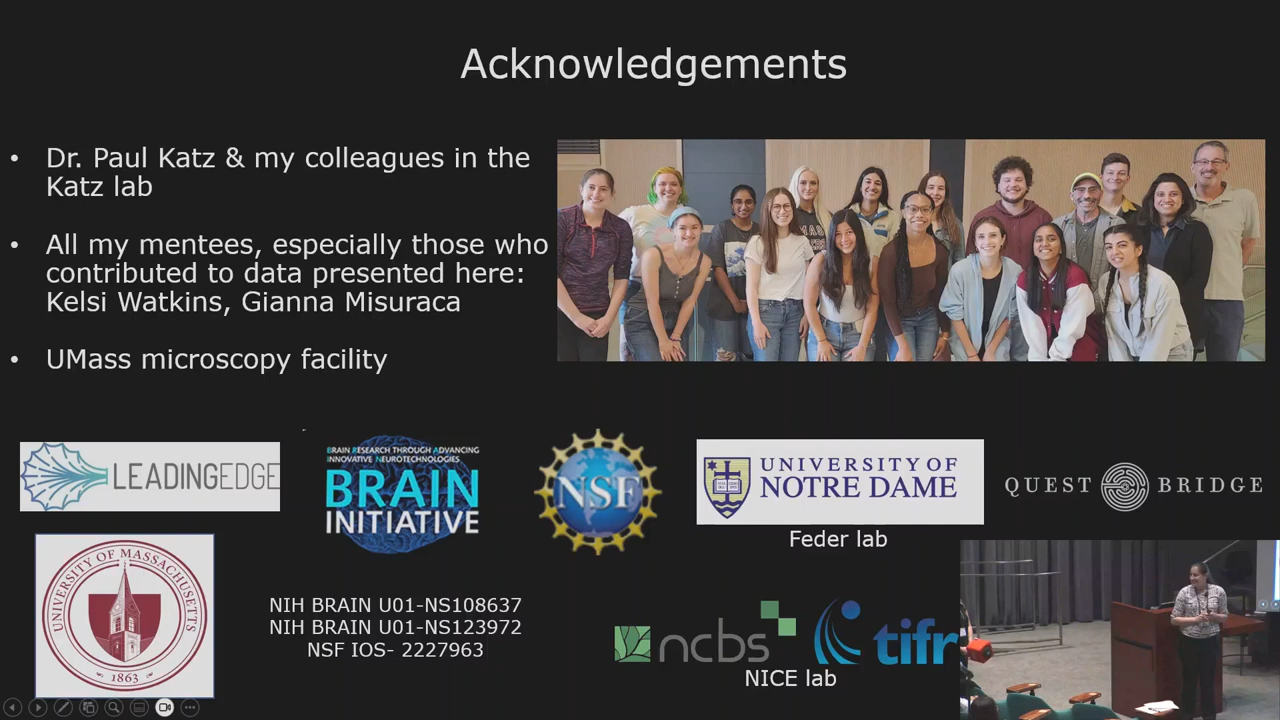 Acknowledgements
• Dr. Paul Katz & my colleagues in the
Katz lab
• All my mentees, especially those who
contributed to data presented here:
Kelsi Watkins, Gianna Misuraca
• UMass microscopy facility
LEADINGEDGE
BRAIN RESEARCH THROUGH ADVANCING
INNOVATIVE NEUROTECHNOLOGIES
BRAIN
INITIATIVE
NSF
UNIVERSITY OF
NOTRE DAME
QUEST BRIDGE
Feder lab
UNIVERSITY OF MASSACHUSETTS
1863
NIH BRAIN U01-NS108637
NIH BRAIN U01-NS123972
NSF IOS- 2227963
ncbs
tifr
NICE lab